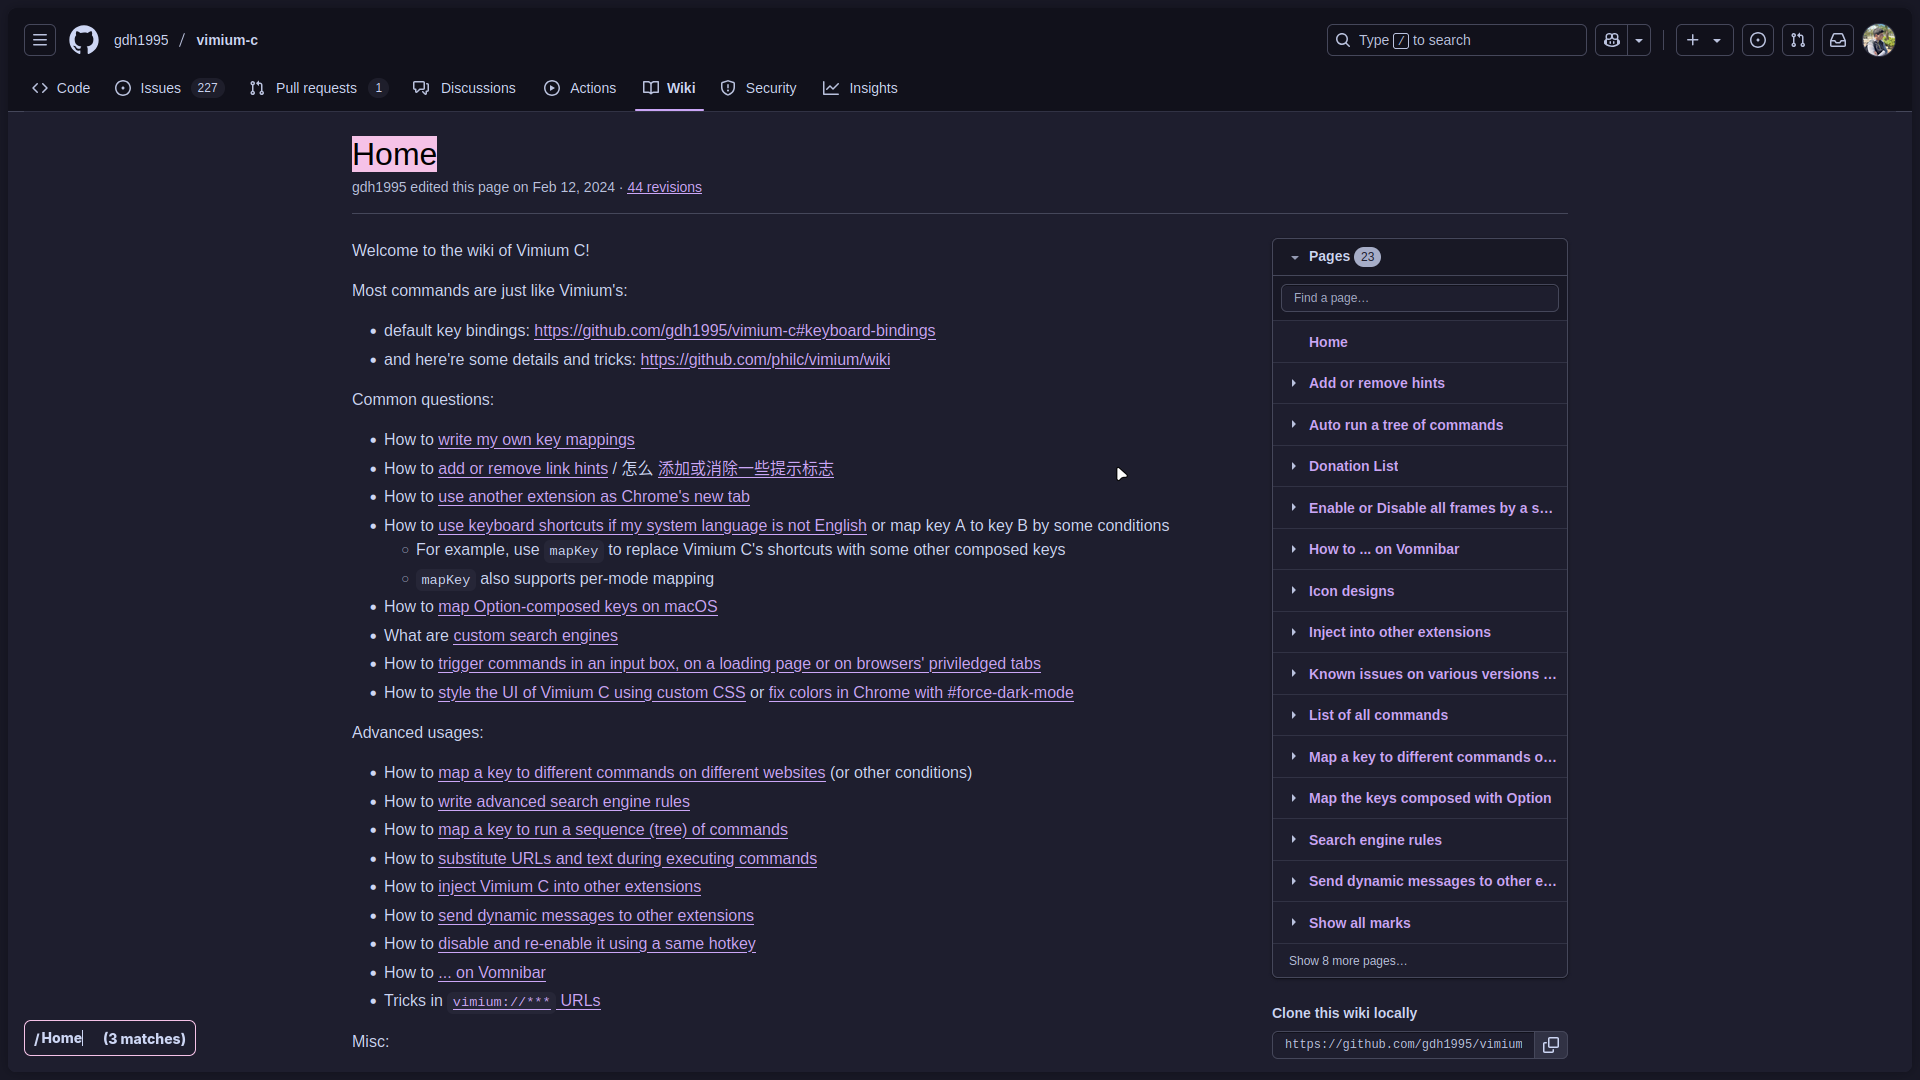 gdh1995 / vimium-c
Type / to search
Code
Issues 227
Pull requests 1
Discussions
Actions
Wiki
Security
Insights
Home
gdh1995 edited this page on Feb 12, 2024 · 44 revisions
Welcome to the wiki of Vimium C!
Most commands are just like Vimium's:
default key bindings: https://github.com/gdh1995/vimium-c#keyboard-bindings
and here're some details and tricks: https://github.com/philc/vimium/wiki
Common questions:
How to write my own key mappings
How to add or remove link hints / 怎么 添加或消除一些提示标志
How to use another extension as Chrome's new tab
How to use keyboard shortcuts if my system language is not English or map key A to key B by some conditions
For example, use mapKey to replace Vimium C's shortcuts with some other composed keys
mapKey also supports per-mode mapping
How to map Option-composed keys on macOS
What are custom search engines
How to trigger commands in an input box, on a loading page or on browsers' priviledged tabs
How to style the UI of Vimium C using custom CSS or fix colors in Chrome with #force-dark-mode
Advanced usages:
How to map a key to different commands on different websites (or other conditions)
How to write advanced search engine rules
How to map a key to run a sequence (tree) of commands
How to substitute URLs and text during executing commands
How to inject Vimium C into other extensions
How to send dynamic messages to other extensions
How to disable and re-enable it using a same hotkey
How to ... on Vomnibar
Tricks in vimium://*** URLs
Misc:
Pages 23
Find a page…
Home
Add or remove hints
Auto run a tree of commands
Donation List
Enable or Disable all frames by a s…
How to ... on Vomnibar
Icon designs
Inject into other extensions
Known issues on various versions …
List of all commands
Map a key to different commands o…
Map the keys composed with Option
Search engine rules
Send dynamic messages to other e…
Show all marks
Show 8 more pages…
Clone this wiki locally
https://github.com/gdh1995/vimium
/Home (3 matches)